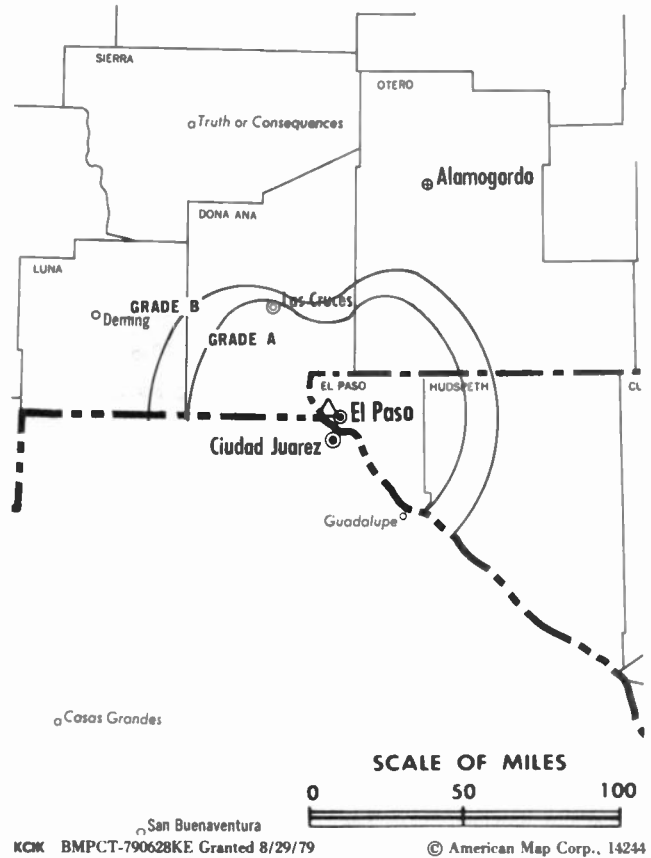 SIERRA
OTERO
Truth or Consequences
Alamogordo
DONA ANA
LUNA
GRADE B
Las Cruces
Deming
GRADE A
EL PASO
HUDSPETH
CU
El Paso
Ciudad Juarez
Guadalupe
Casas Grandes
SCALE OF MILES
0 50 100
San Buenaventura
KCIK BMPCT-790628KE Granted 8/29/79
© American Map Corp., 14244